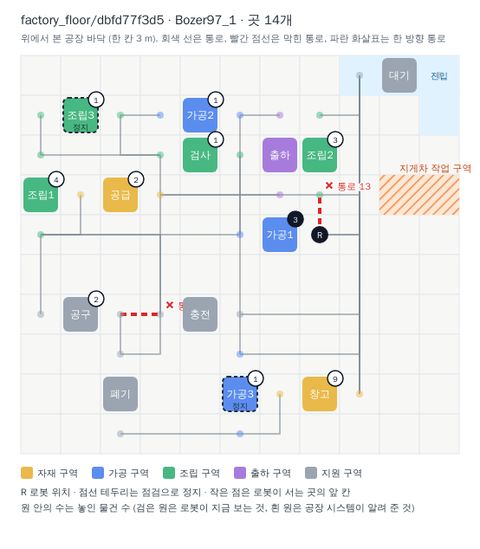 factory_floor/dbfd77f3d5 · Bozer97_1 · 곳 14개
위에서 본 공장 바닥 (한 칸 3 m). 회색 선은 통로, 빨간 점선은 막힌 통로, 파란 화살표는 한 방향 통로
대기
1
조립3
정지
1
가공2
1
검사
출하
3
조립2
지게차 작업 구역
4
조립1
2
공급
✖ 통로 13
3
가공1
R
2
공구
✖
충전
폐기
1
가공3
정지
9
창고
자재 구역 가공 구역 조립 구역 출하 구역 지원 구역
R 로봇 위치 · 점선 테두리는 점검으로 정지 · 작은 점은 로봇이 서는 곳의 앞 칸
원 안의 수는 놓인 물건 수 (검은 원은 로봇이 지금 보는 것, 흰 원은 공장 시스템이 알려 준 것)